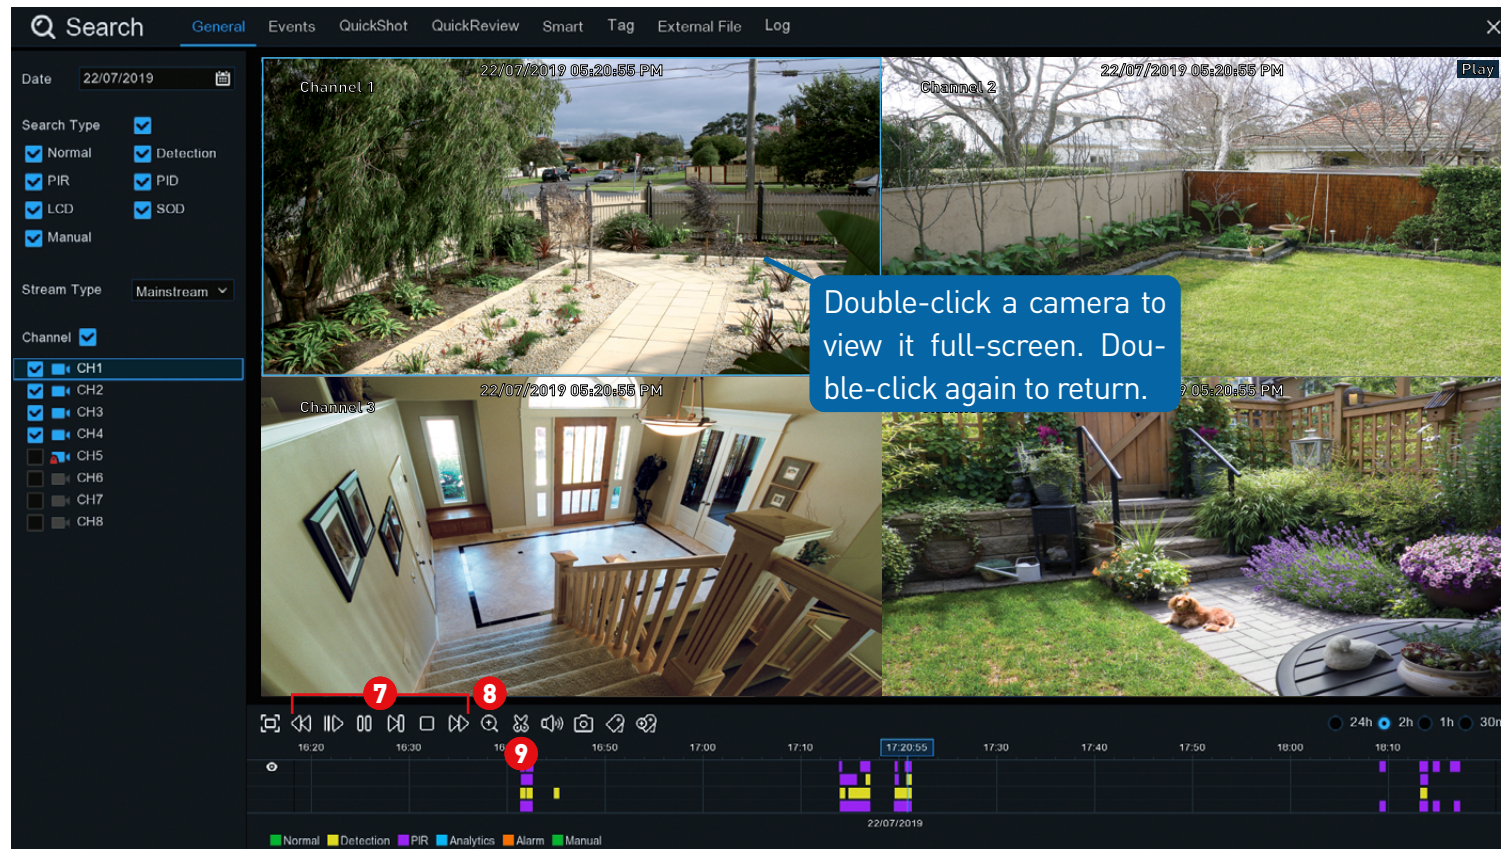 Search General Events QuickShot QuickReview Smart Tag External File Log
Date 22/07/2019
Search Type
Normal Detection
PIR PID
LCD SOD
Manual
Stream Type Mainstream
Channel
CH1
CH2
CH3
CH4
CH5
CH6
CH7
CH8
22/07/2019 05:20:55 PM
Channel 1
22/07/2019 05:20:55 PM Play
Channel 2
Double-click a camera to
view it full-screen. Dou-
ble-click again to return.
22/07/2019 05:20:55 PM
Channel 3
05:20:55 PM
7 8
24h 2h 1h 30m
9
16:20 16:30 16:50 17:00 17:10 17:20:55 17:30 17:40 17:50 18:00 18:10
22/07/2019
Normal Detection PIR Analytics Alarm Manual